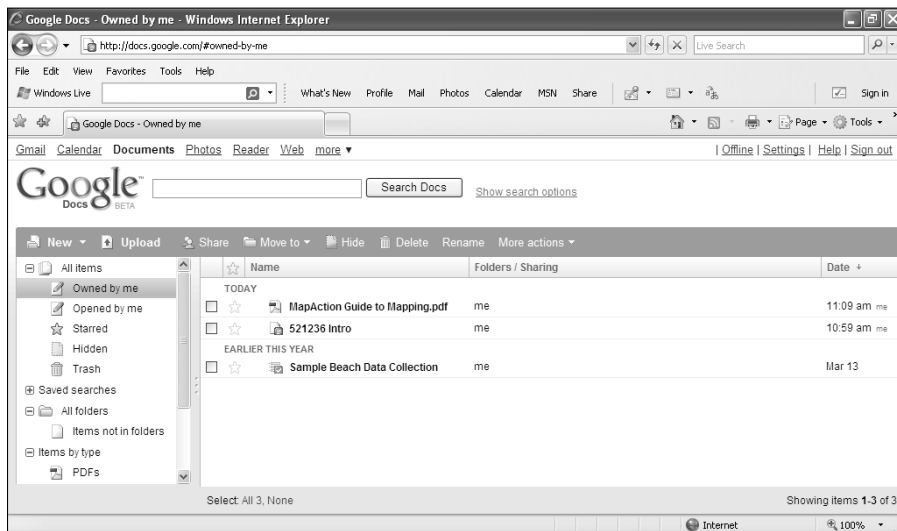 Google Docs - Owned by me - Windows Internet Explorer
http://docs.google.com/#owned-by-me
Live Search
File Edit View Favorites Tools Help
Windows Live What's New Profile Mail Photos Calendar MSN Share Sign in
Google Docs - Owned by me Page Tools
Gmail Calendar Documents Photos Reader Web more ▼ | Offline | Settings | Help | Sign out
Google™ Docs BETA Search Docs Show search options
New Upload Share Move to Hide Delete Rename More actions
All items Name Folders / Sharing Date
Owned by me TODAY
Opened by me MapAction Guide to Mapping.pdf me 11:09 am me
Starred 521236 Intro me 10:59 am me
Hidden EARLIER THIS YEAR
Trash Sample Beach Data Collection me Mar 13
Saved searches
All folders
Items not in folders
Items by type
PDFs
Select: All 3, None Showing items 1-3 of 3
Internet 100%